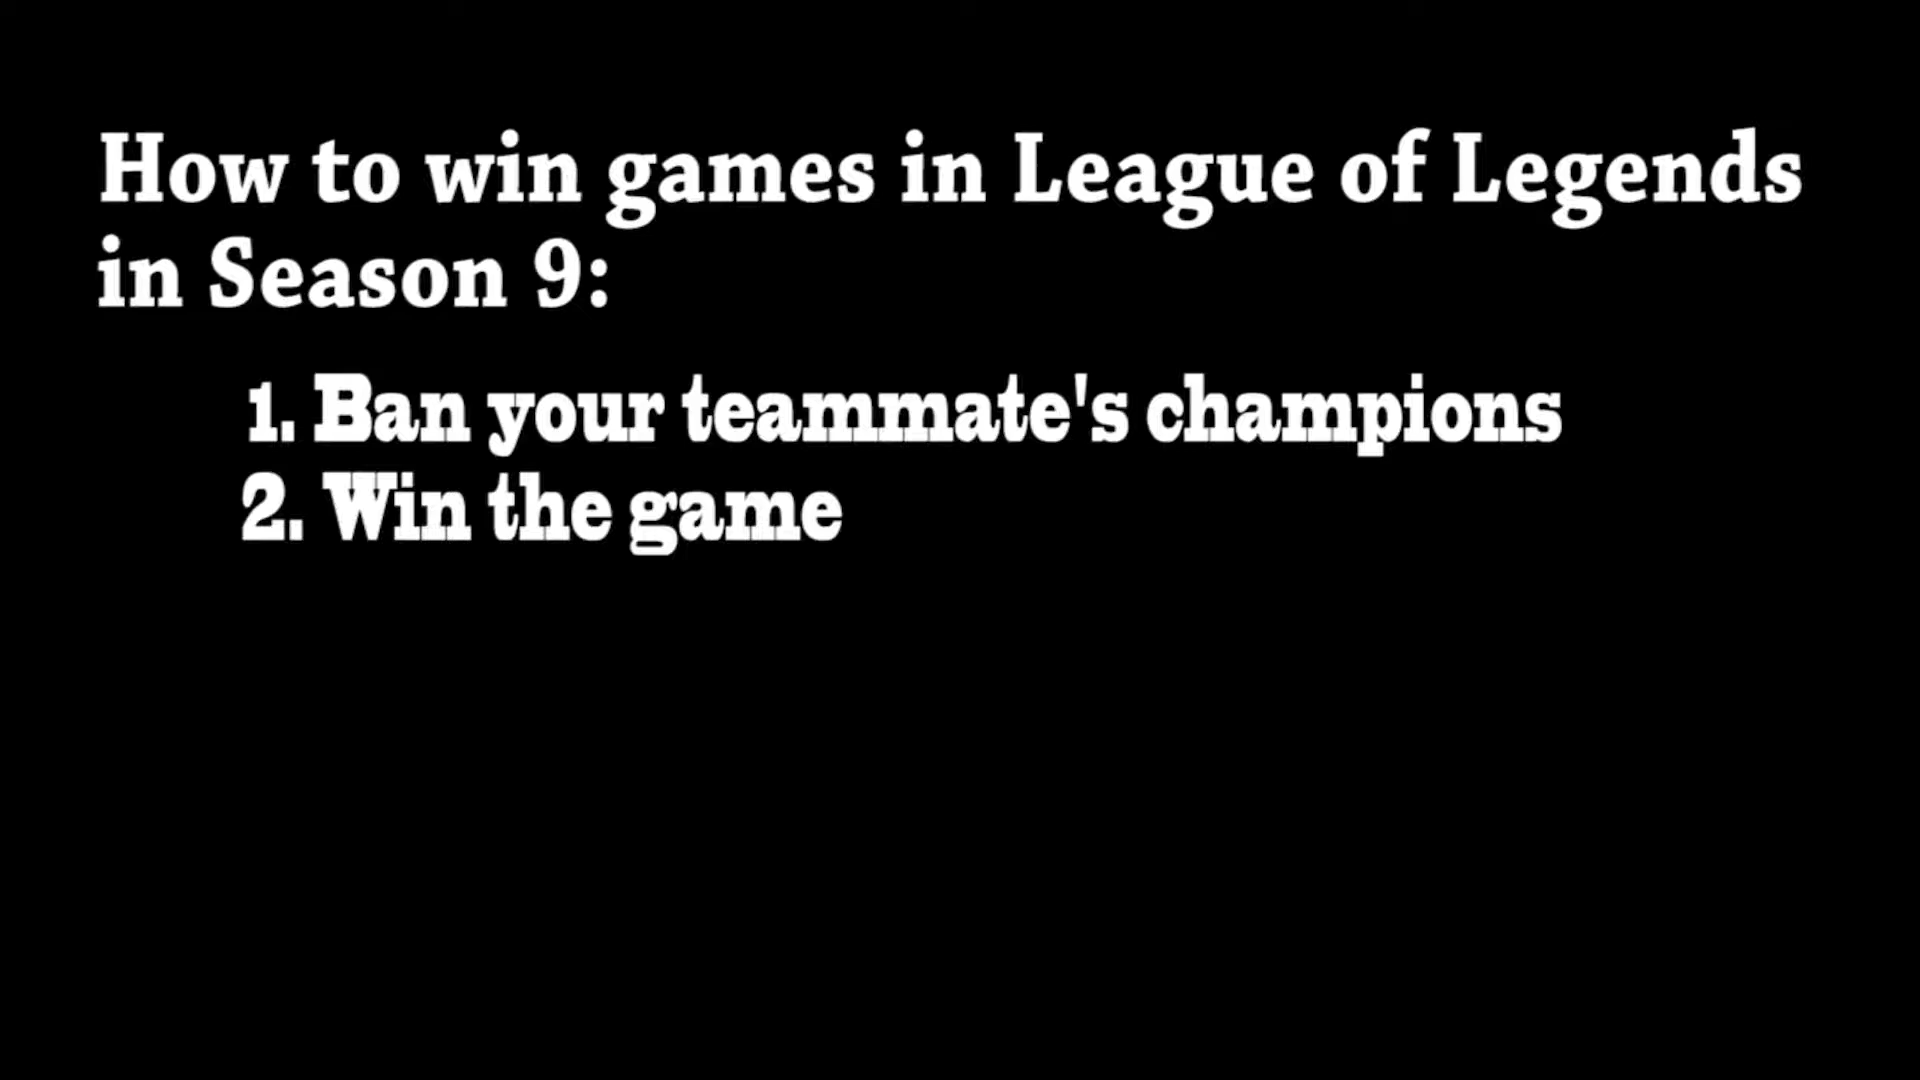 How to win games in League of Legends
in Season 9:
1. Ban your teammate's champions
2. Win the game